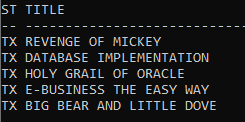 ST TITLE
-- ------------------------------
TX REVENGE OF MICKEY
TX DATABASE IMPLEMENTATION
TX HOLY GRAIL OF ORACLE
TX E-BUSINESS THE EASY WAY
TX BIG BEAR AND LITTLE DOVE